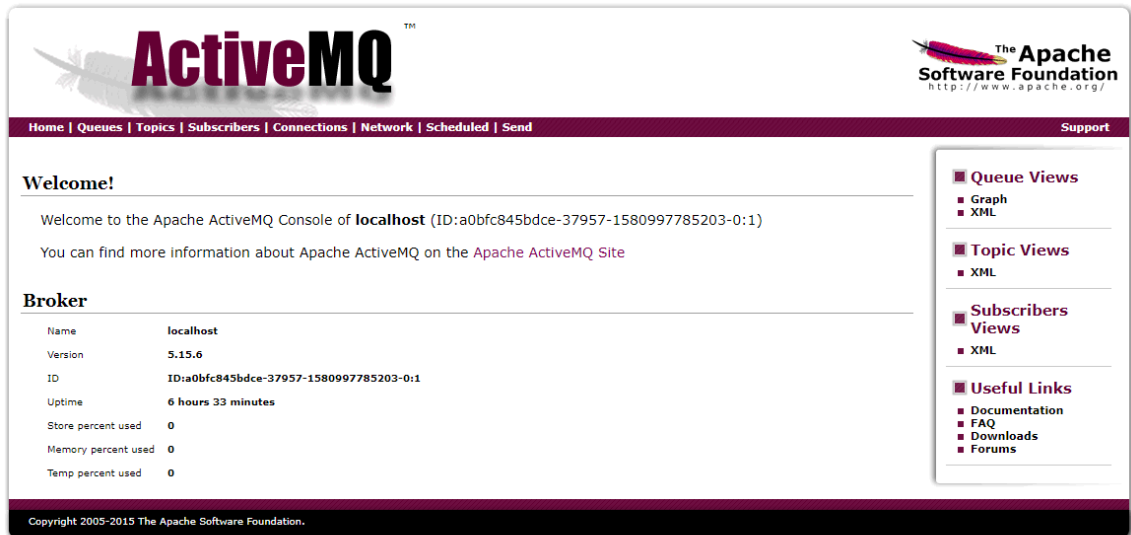 ActiveMQ ™
The Apache
Software Foundation
http://www.apache.org/
Home | Queues | Topics | Subscribers | Connections | Network | Scheduled | Send
Support
Welcome!
Welcome to the Apache ActiveMQ Console of localhost (ID:a0bfc845bdce-37957-1580997785203-0:1)
You can find more information about Apache ActiveMQ on the Apache ActiveMQ Site
Broker
Name localhost
Version 5.15.6
ID ID:a0bfc845bdce-37957-1580997785203-0:1
Uptime 6 hours 33 minutes
Store percent used 0
Memory percent used 0
Temp percent used 0
Queue Views
Graph
XML
Topic Views
XML
Subscribers
Views
XML
Useful Links
Documentation
FAQ
Downloads
Forums
Copyright 2005-2015 The Apache Software Foundation.